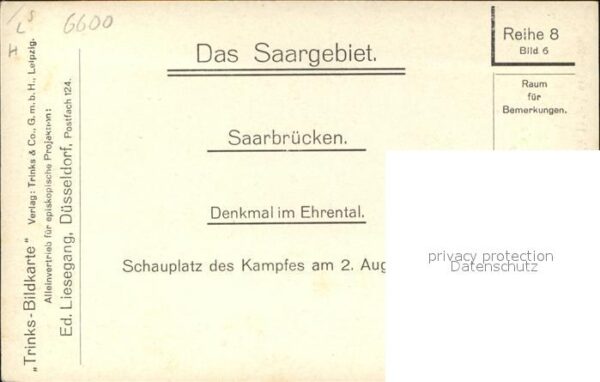 L S
H
6600
Reihe 8
Bild 6
Das Saargebiet.
Raum
für
Bemerkungen.
Saarbrücken.
Denkmal im Ehrental.
Schauplatz des Kampfes am 2.
privacy protection
Datenschutz
„Trinks-Bildkarte" Verlag: Trinks & Co., G. m. b. H., Leipzig.
Alleinvertrieb für episkopische Projektion:
Ed. Liesegang, Düsseldorf, Postfach 124.